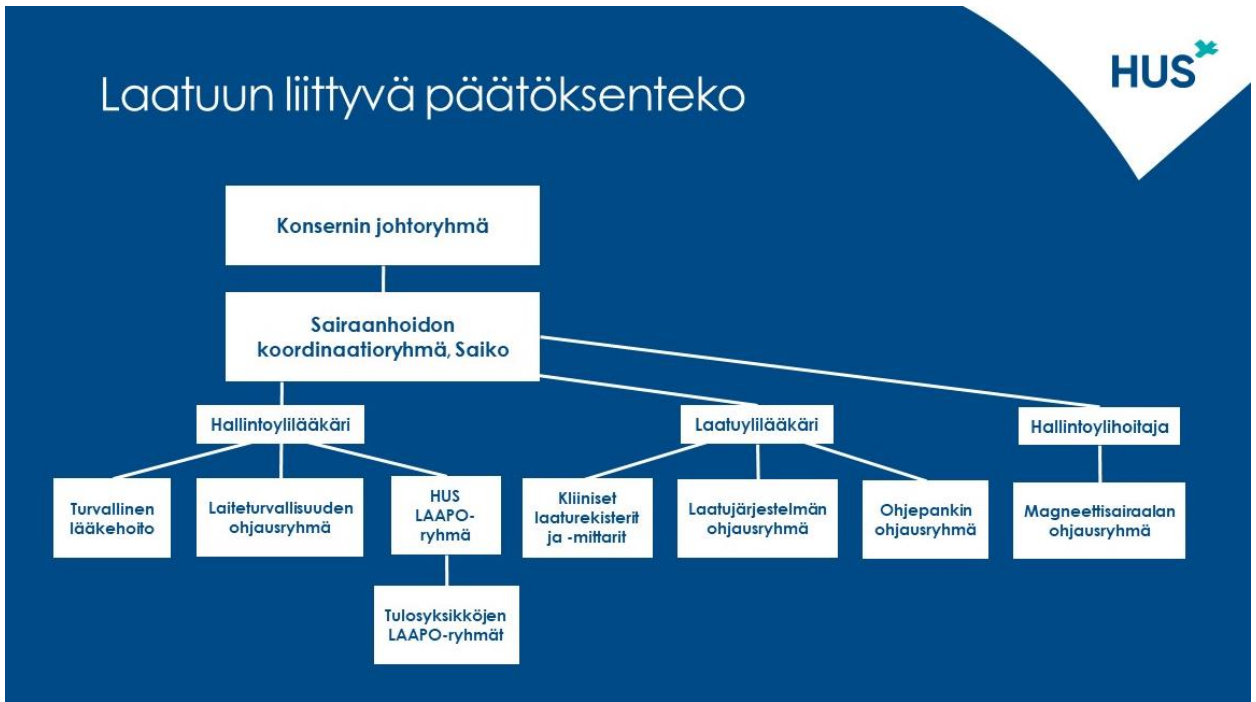 HUS
Laatuun liittyvä päätöksenteko
Konsernin johtoryhmä
Sairaanhoidon
koordinaatioryhmä, Saiko
Hallintoylilääkäri
Laatuylilääkäri
Hallintoylihoitaja
Turvallinen
lääkehoito
Laiteturvallisuuden
ohjausryhmä
HUS
LAAPO-
ryhmä
Kliiniset
laaturekisterit
ja -mittarit
Laatujärjestelmän
ohjausryhmä
Ohjepankin
ohjausryhmä
Magneettisairaalan
ohjausryhmä
Tulosyksikköjen
LAAPO-ryhmät